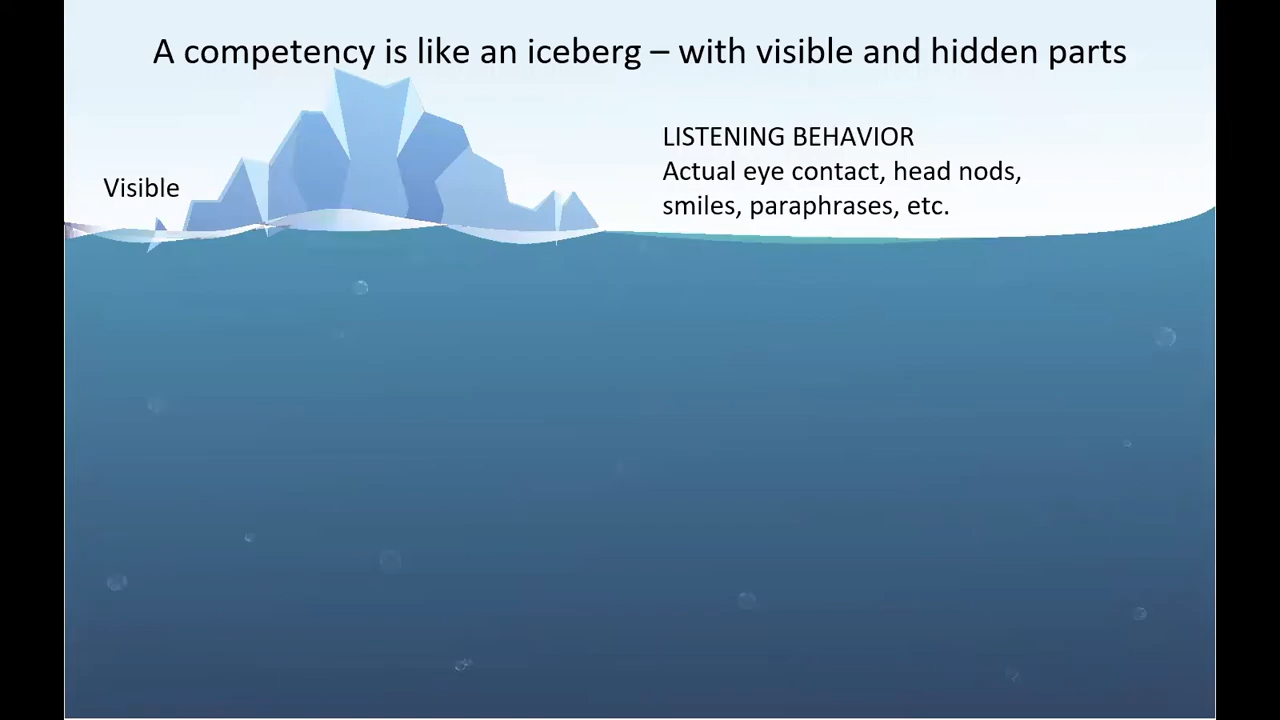 A competency is like an iceberg – with visible and hidden parts
Visible
LISTENING BEHAVIOR
Actual eye contact, head nods,
smiles, paraphrases, etc.